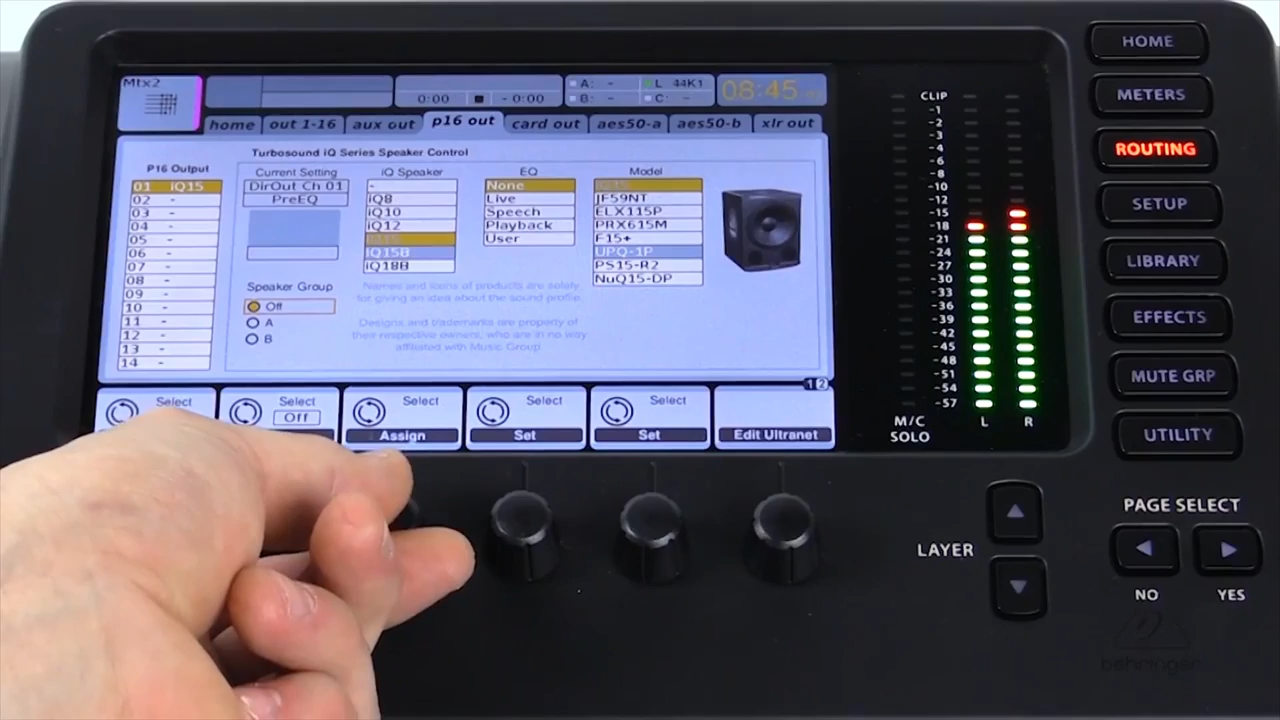 Mtx2
0:00 - 0:00
A: - L 44K1
B: - C: -
08:45
home out 1-16 aux out p16 out card out aes50-a aes50-b xlr out
Turbosound iQ Series Speaker Control
P16 Output
01 iQ15
02 -
03 -
04 -
05 -
06 -
07 -
08 -
09 -
10 -
11 -
12 -
13 -
14 -
Current Setting
DirOut Ch 01
PreEQ
Speaker Group
Off
A
B
iQ Speaker
-
iQ8
iQ10
iQ12
iQ15
iQ15B
iQ18B
EQ
None
Live
Speech
Playback
User
Model
JF59NT
ELX115P
PRX615M
F15+
UPQ-1P
PS15-R2
NuQ15-DP
Names and icons of products are solely
for giving an idea about the sound profile.
Designs and trademarks are property of
their respective owners, who are in no way
affiliated with Music Group.
1 2
Select
Select
Off
Select
Assign
Select
Set
Select
Set
Edit Ultranet
CLIP
-1
-2
-3
-4
-6
-8
-10
-12
-15
-18
-21
-24
-27
-30
-33
-36
-39
-42
-45
-48
-51
-54
-57
M/C
SOLO
L R
HOME
METERS
ROUTING
SETUP
LIBRARY
EFFECTS
MUTE GRP
UTILITY
LAYER
PAGE SELECT
NO YES
behringer